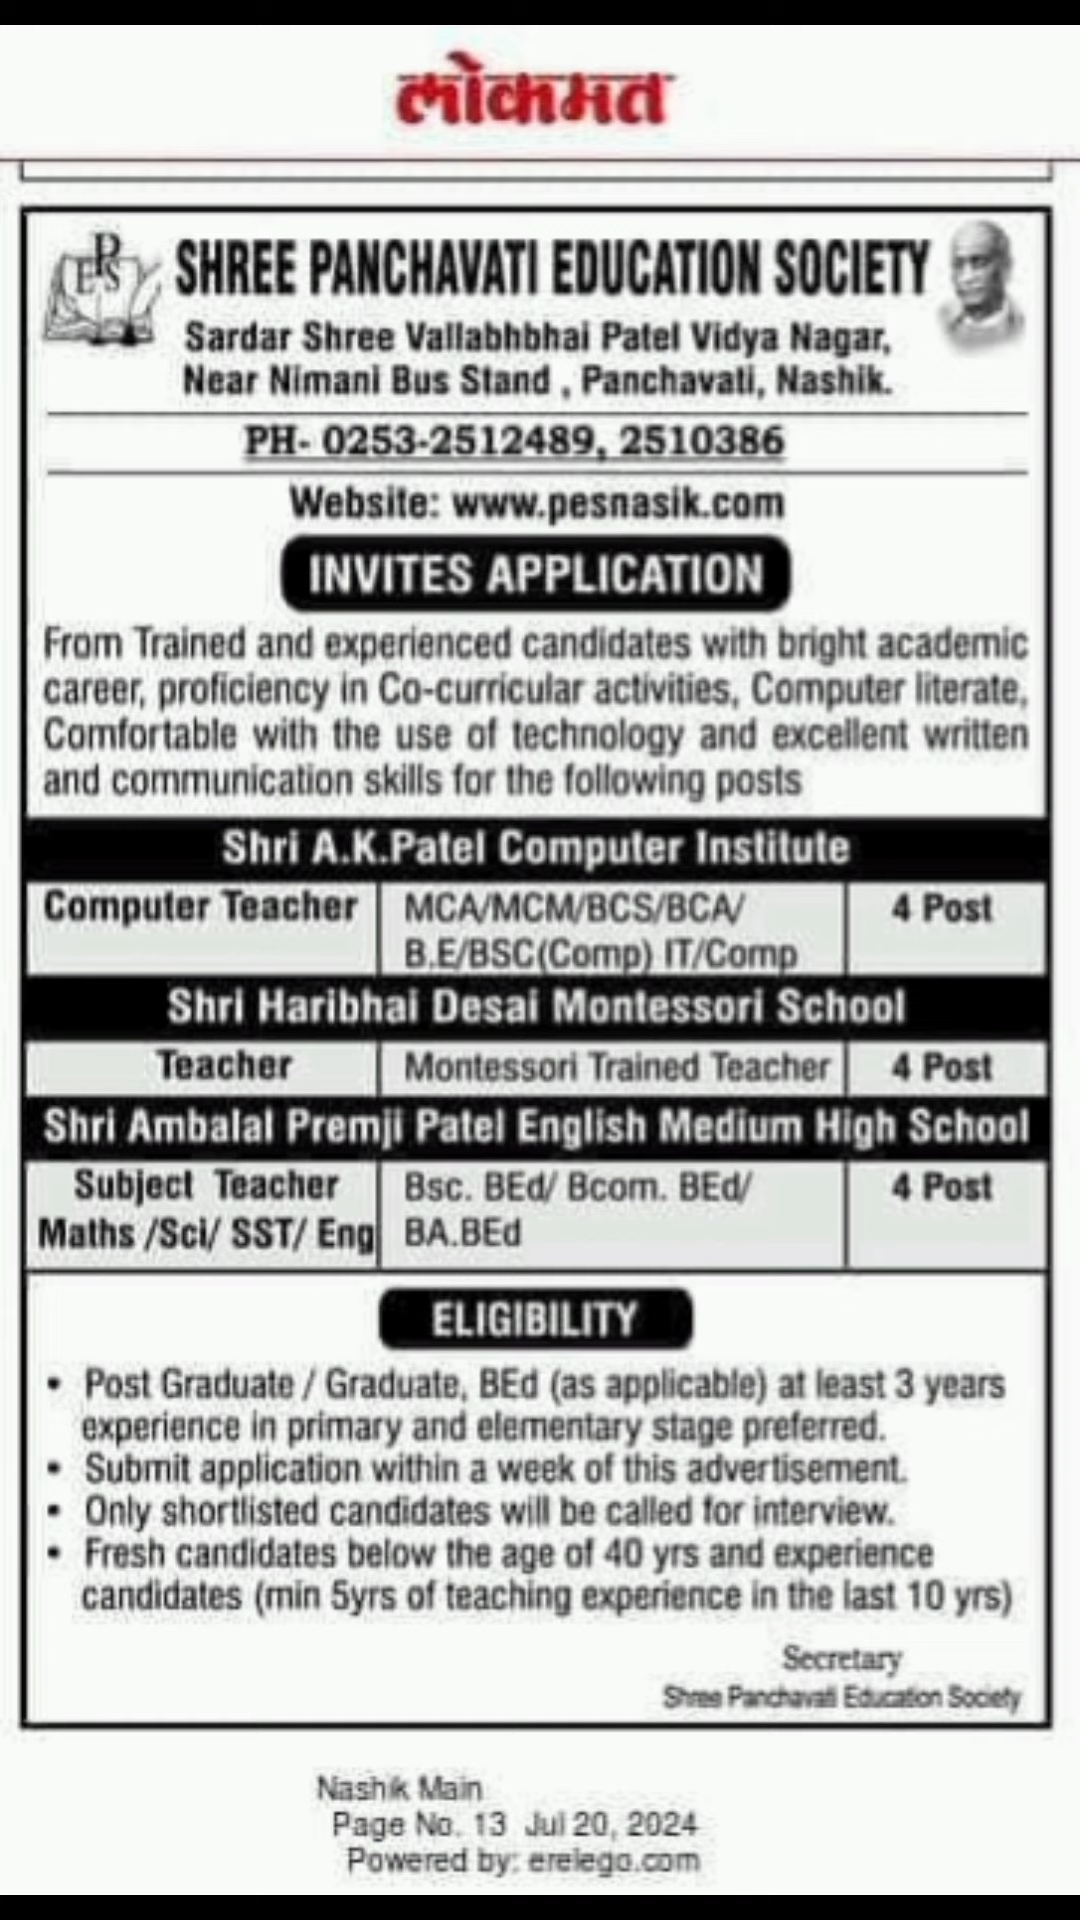 लोकमत
PES
SHREE PANCHAVATI EDUCATION SOCIETY
Sardar Shree Vallabhbhai Patel Vidya Nagar,
Near Nimani Bus Stand , Panchavati, Nashik.
PH- 0253-2512489, 2510386
Website: www.pesnasik.com
INVITES APPLICATION
From Trained and experienced candidates with bright academic
career, proficiency in Co-curricular activities, Computer literate,
Comfortable with the use of technology and excellent written
and communication skills for the following posts
Shri A.K.Patel Computer Institute
Computer Teacher MCA/MCM/BCS/BCA/ 4 Post
B.E/BSC(Comp) IT/Comp
Shri Haribhai Desai Montessori School
Teacher Montessori Trained Teacher 4 Post
Shri Ambalal Premji Patel English Medium High School
Subject Teacher Bsc. BEd/ Bcom. BEd/ 4 Post
Maths /Sci/ SST/ Eng BA.BEd
ELIGIBILITY
• Post Graduate / Graduate, BEd (as applicable) at least 3 years
experience in primary and elementary stage preferred.
• Submit application within a week of this advertisement.
• Only shortlisted candidates will be called for interview.
• Fresh candidates below the age of 40 yrs and experience
candidates (min 5yrs of teaching experience in the last 10 yrs)
Secretary
Shree Panchavati Education Society
Nashik Main
Page No. 13 Jul 20, 2024
Powered by: erelego.com